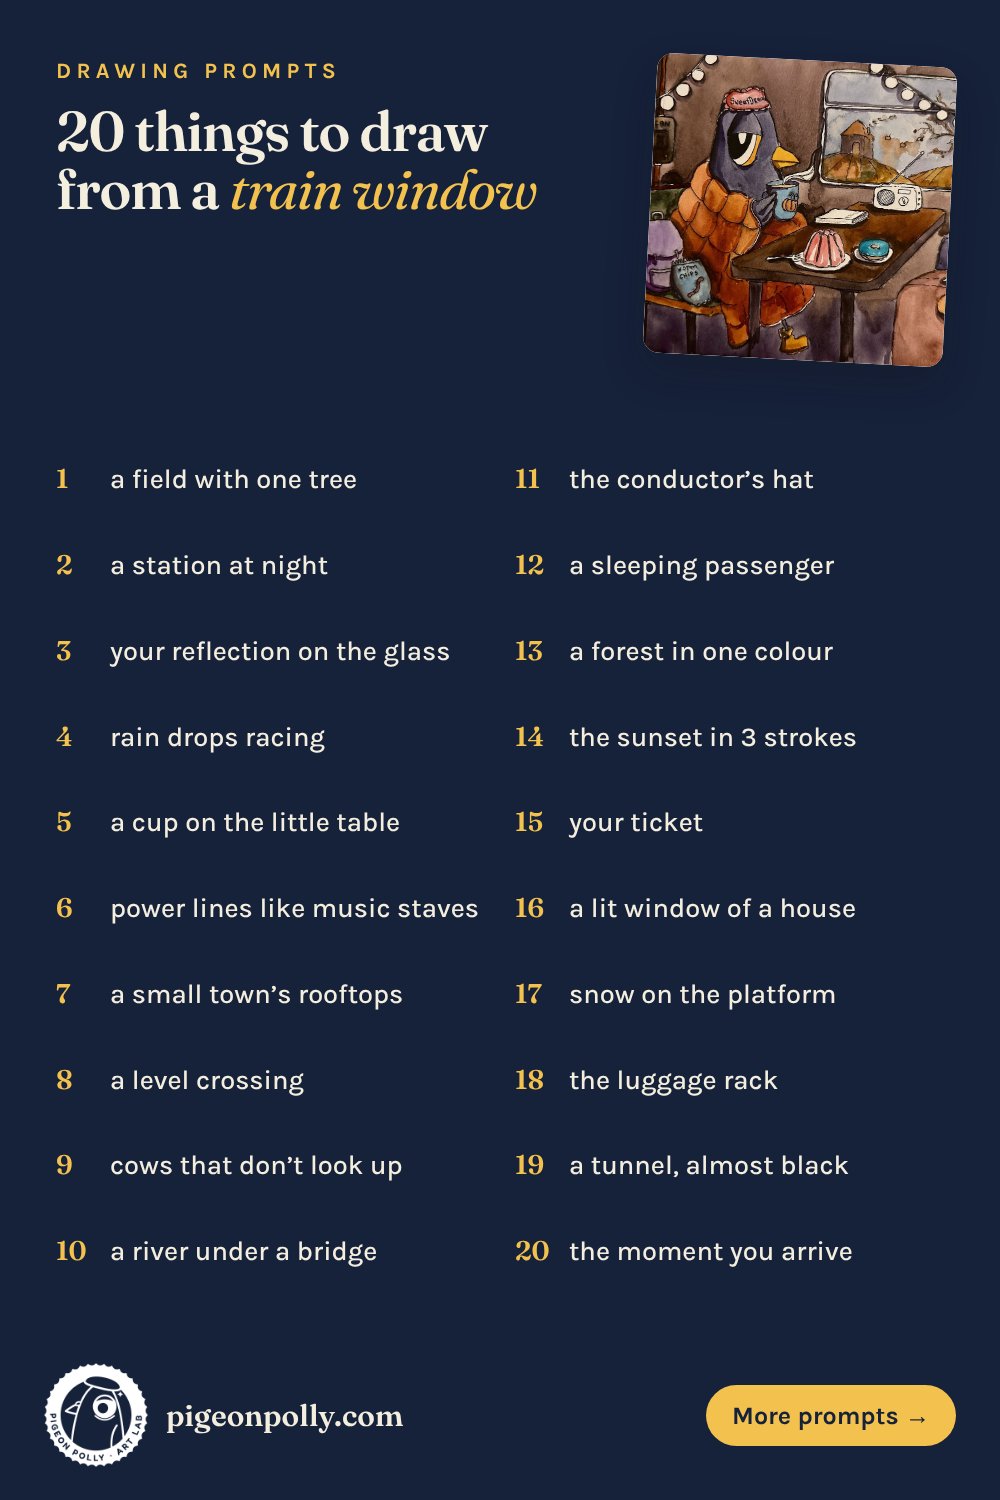 DRAWING PROMPTS
20 things to draw
from a train window
1 a field with one tree
2 a station at night
3 your reflection on the glass
4 rain drops racing
5 a cup on the little table
6 power lines like music staves
7 a small town’s rooftops
8 a level crossing
9 cows that don’t look up
10 a river under a bridge
11 the conductor’s hat
12 a sleeping passenger
13 a forest in one colour
14 the sunset in 3 strokes
15 your ticket
16 a lit window of a house
17 snow on the platform
18 the luggage rack
19 a tunnel, almost black
20 the moment you arrive
PIGEON POLLY · ART LAB
pigeonpolly.com
More prompts →